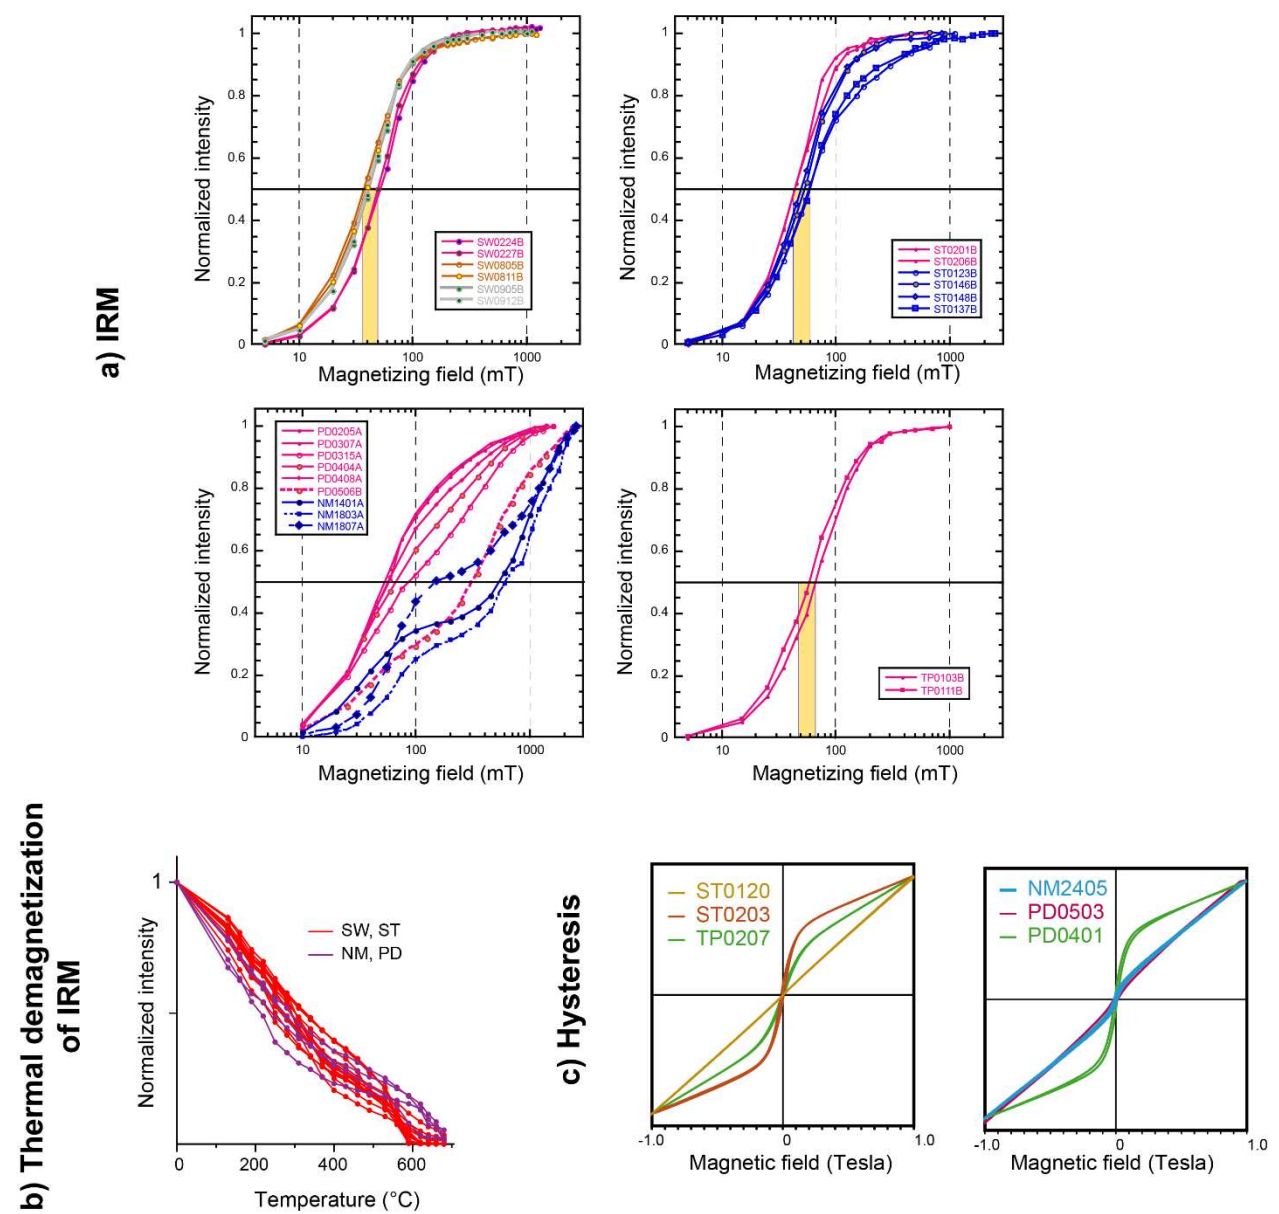 a) IRM
Normalized intensity
1
0.8
0.6
0.4
0.2
0
10
100
1000
Magnetizing field (mT)
SW0224B
SW0227B
SW0805B
SW0811B
SW0905B
SW0912B
Normalized intensity
1
0.8
0.6
0.4
0.2
0
10
100
1000
Magnetizing field (mT)
ST0201B
ST0206B
ST0123B
ST0146B
ST0148B
ST0137B
Normalized intensity
1
0.8
0.6
0.4
0.2
0
10
100
1000
Magnetizing field (mT)
PD0205A
PD0307A
PD0315A
PD0404A
PD0408A
PD0506B
NM1401A
NM1803A
NM1807A
Normalized intensity
1
0.8
0.6
0.4
0.2
0
10
100
1000
Magnetizing field (mT)
TP0103B
TP0111B
b) Thermal demagnetization
of IRM
Normalized intensity
1
SW, ST
NM, PD
0
200
400
600
Temperature (°C)
c) Hysteresis
ST0120
ST0203
TP0207
-1.0
0
1.0
Magnetic field (Tesla)
NM2405
PD0503
PD0401
-1.0
0
1.0
Magnetic field (Tesla)